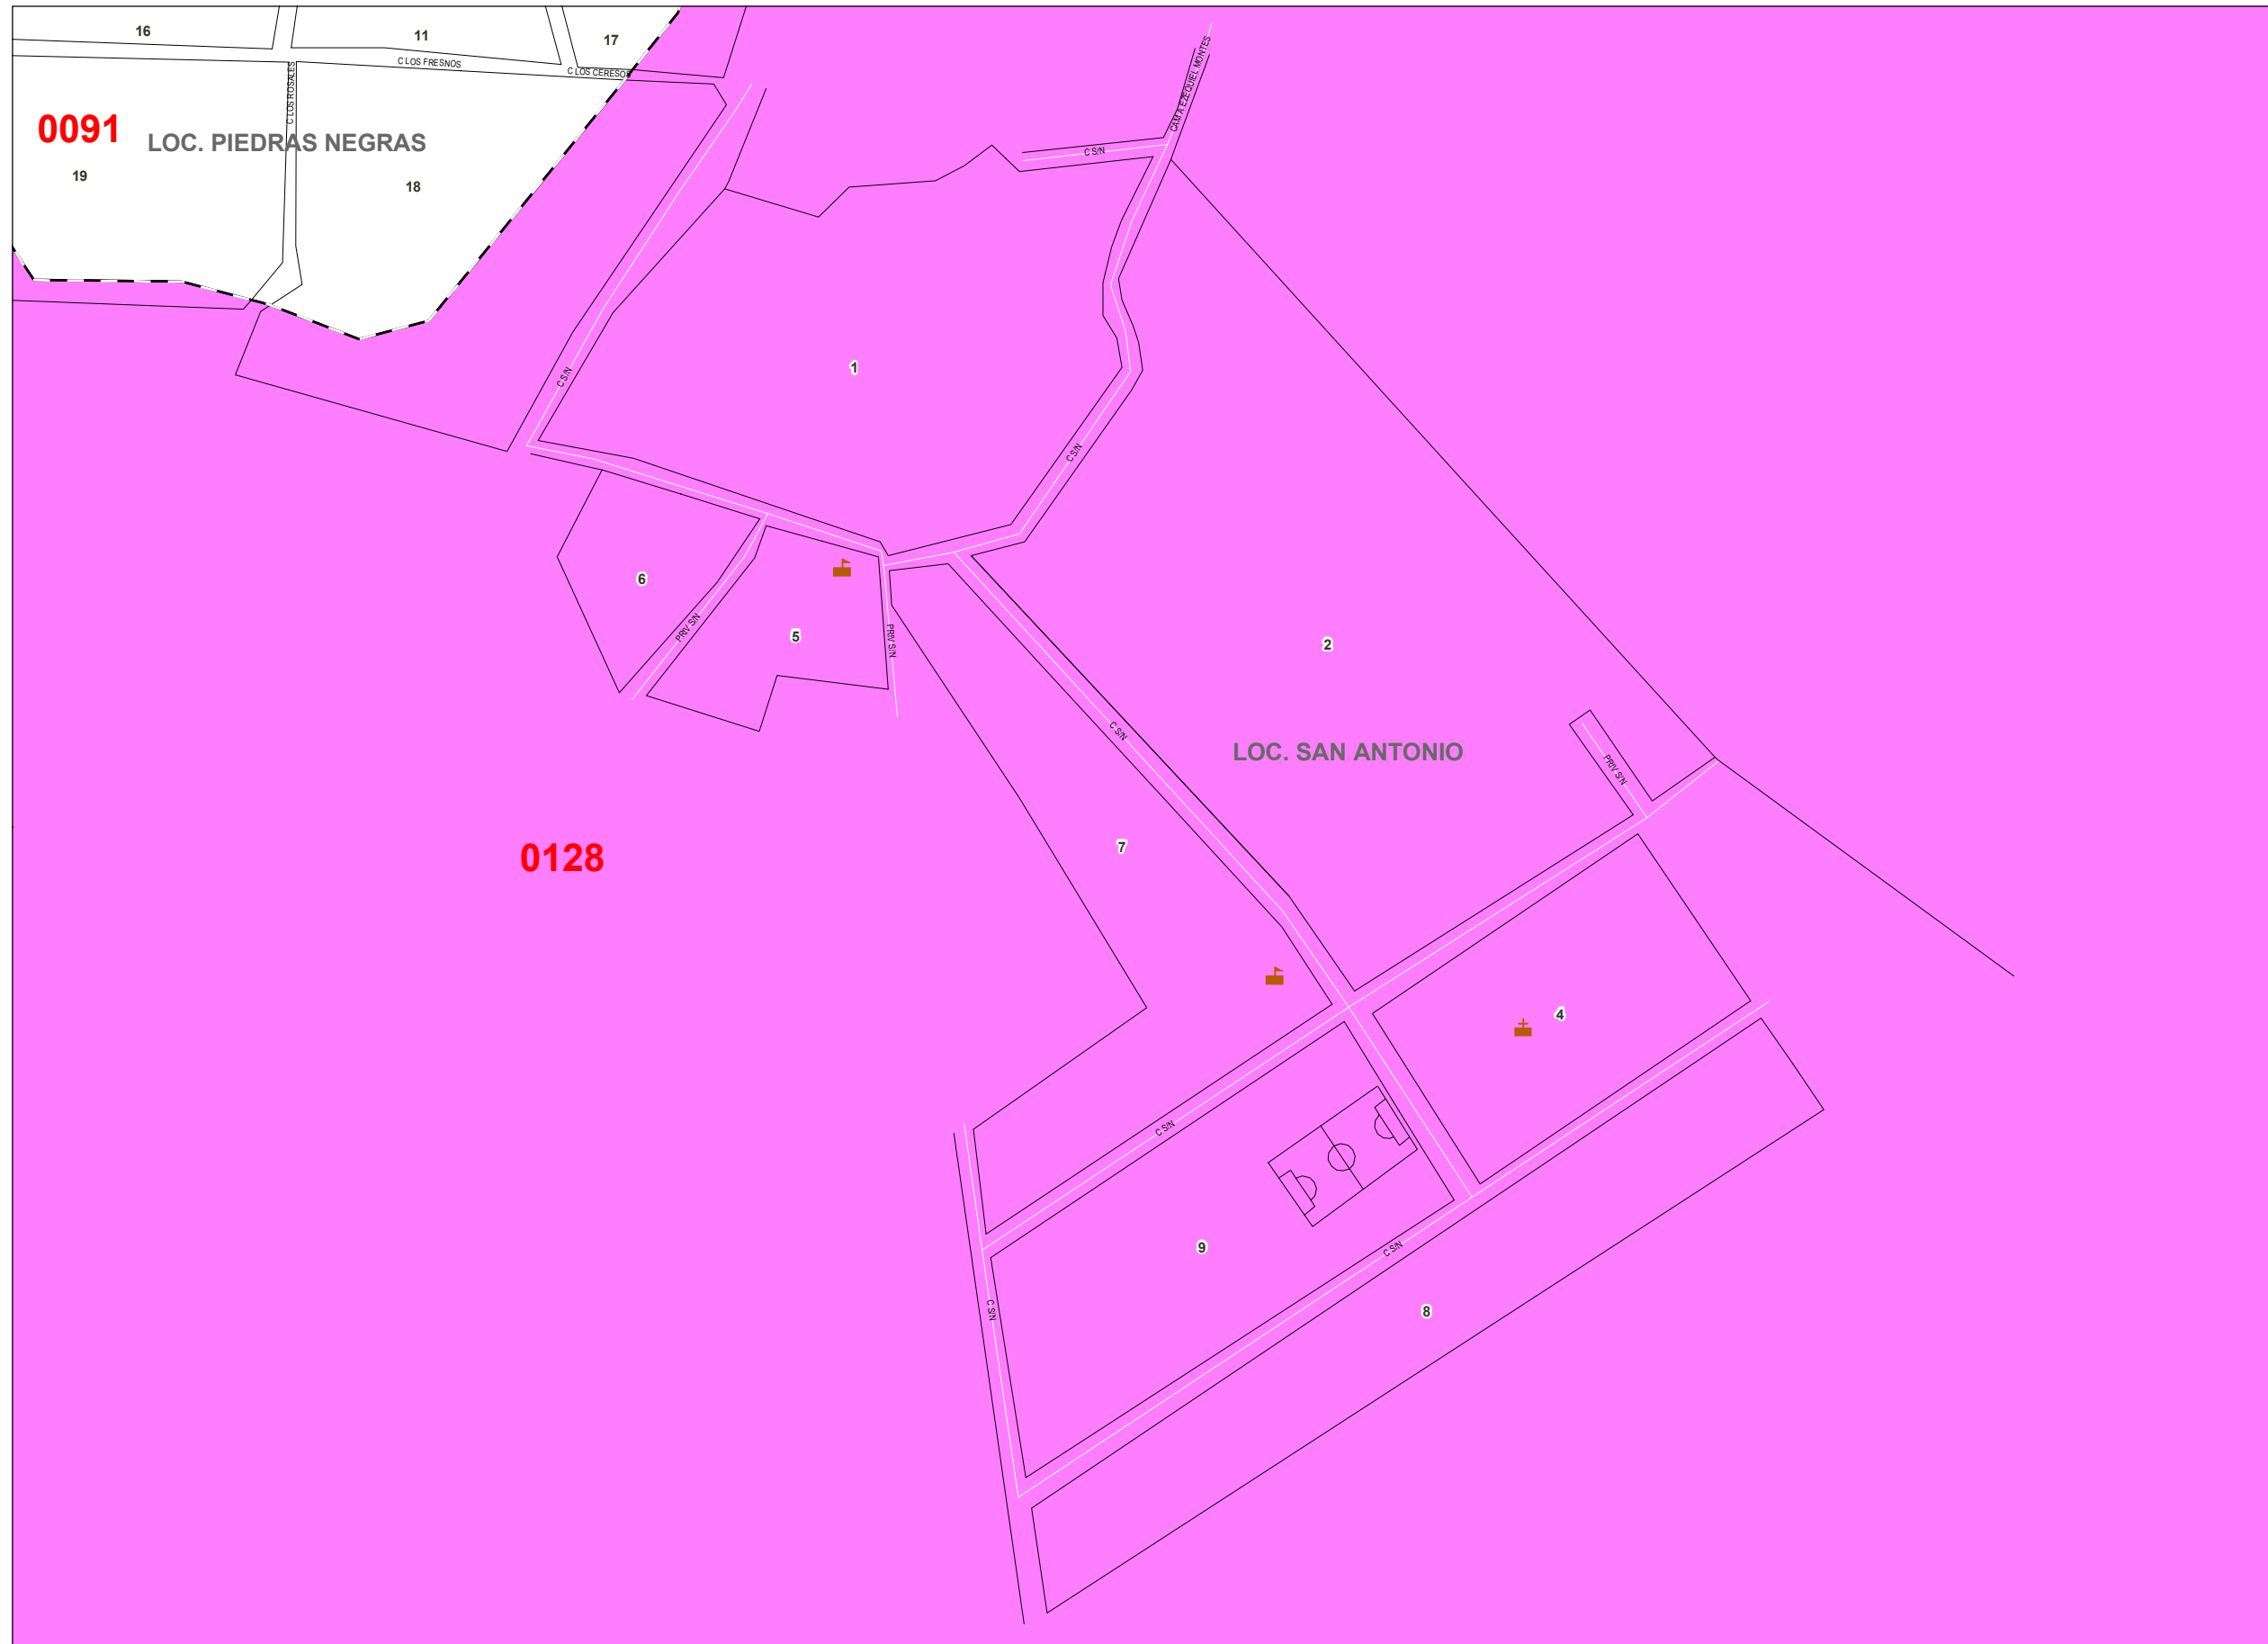 16
11
17
C LOS FRESNOS
C LOS CERESOS
C LOS ROSALES
CAM. A EZEQUIEL MONTES
0091
LOC. PIEDRAS NEGRAS
C S/N
19
18
1
C S/N
C S/N
6
PRIV S/N
5
PRIV S/N
2
C S/N
LOC. SAN ANTONIO
PRIV S/N
7
0128
4
C S/N
9
C S/N
C S/N
8